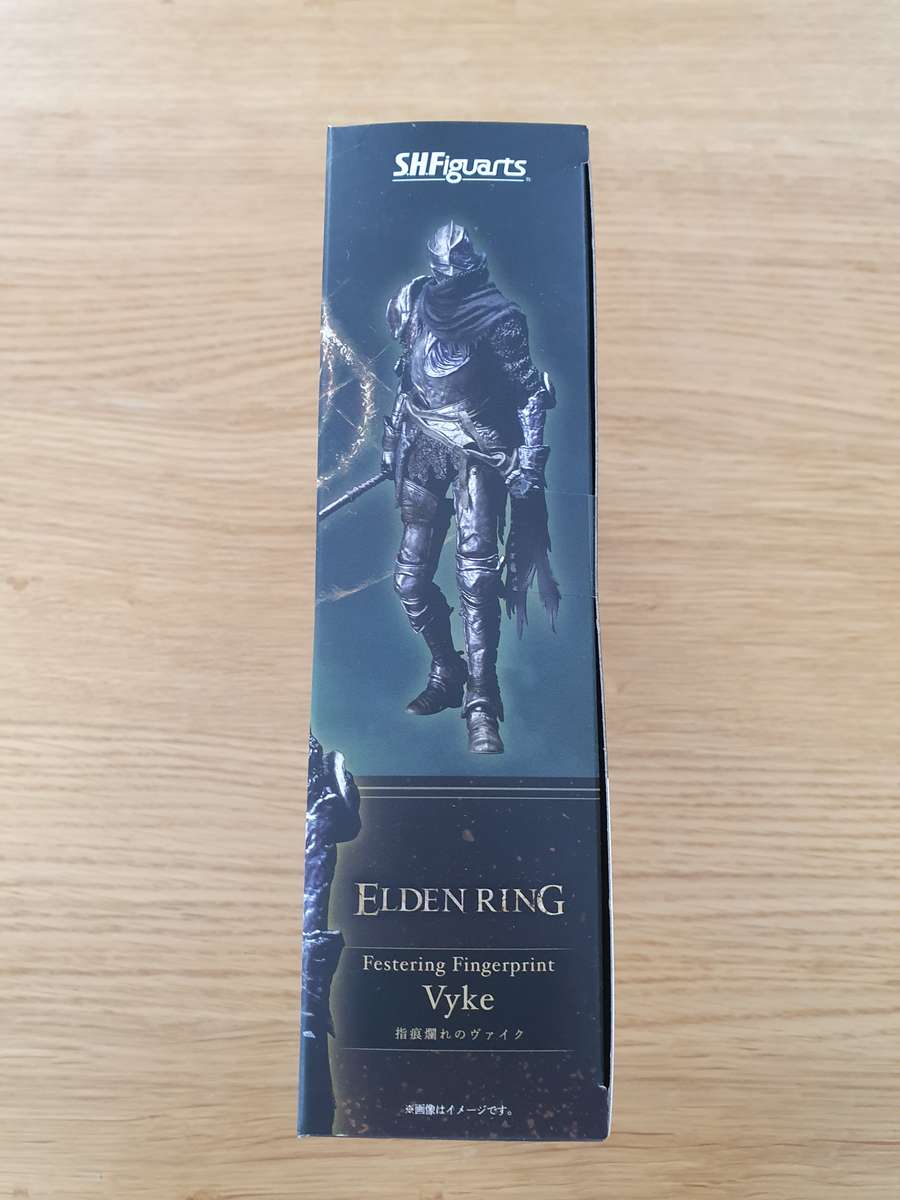 S.H.Figuarts
ELDEN RING
Festering Fingerprint
Vyke
指痕爛れのヴァイク
※画像はイメージです。